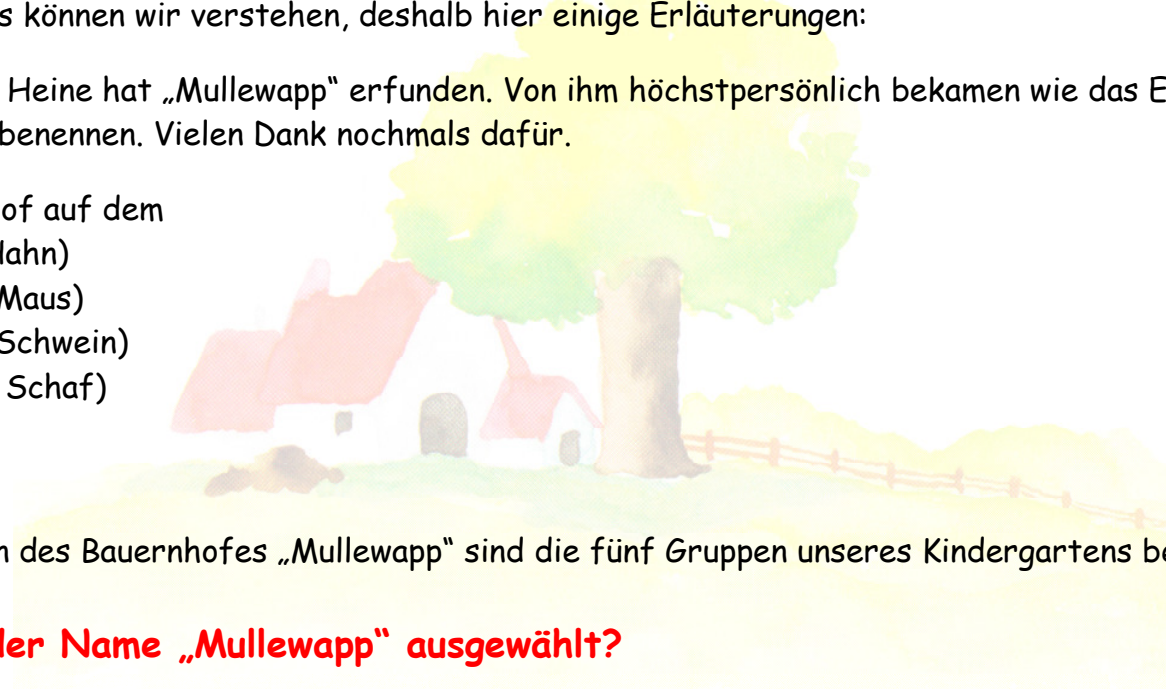 s können wir verstehen, deshalb hier einige Erläuterungen:
Heine hat „Mullewapp“ erfunden. Von ihm höchstpersönlich bekamen wie das E
benennen. Vielen Dank nochmals dafür.
of auf dem
ahn)
Maus)
Schwein)
Schaf)
des Bauernhofes „Mullewapp“ sind die fünf Gruppen unseres Kindergartens be
der Name „Mullewapp“ ausgewählt?